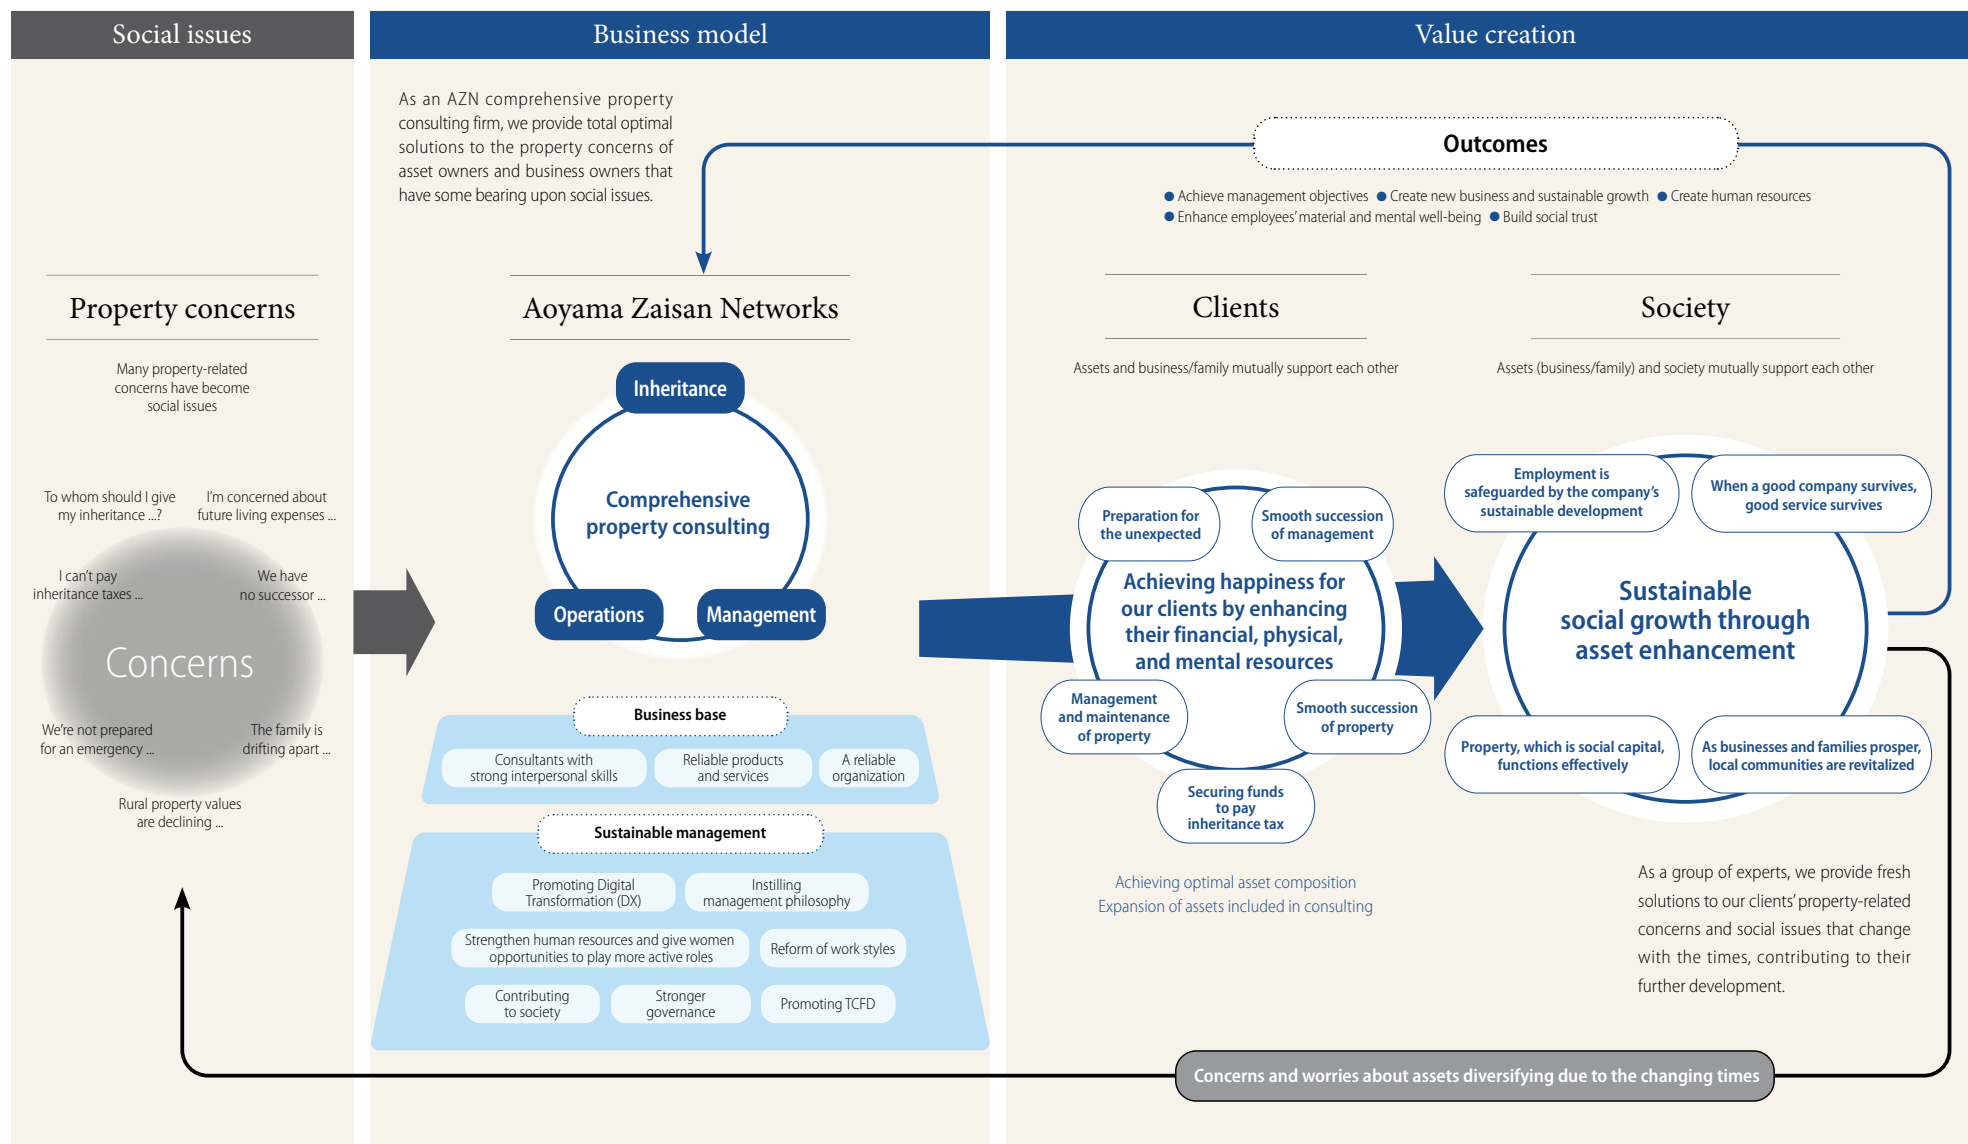 Social issues
Property concerns
Many property-related
concerns have become
social issues
To whom should I give
my inheritance ...?
I'm concerned about
future living expenses ...
I can't pay
inheritance taxes ...
We have
no successor ...
Concerns
We're not prepared
for an emergency ...
The family is
drifting apart ...
Rural property values
are declining ...
Business model
As an AZN comprehensive property
consulting firm, we provide total optimal
solutions to the property concerns of
asset owners and business owners that
have some bearing upon social issues.
Aoyama Zaisan Networks
Inheritance
Comprehensive
property consulting
Operations
Management
Business base
Consultants with
strong interpersonal skills
Reliable products
and services
A reliable
organization
Sustainable management
Promoting Digital
Transformation (DX)
Instilling
management philosophy
Strengthen human resources and give women
opportunities to play more active roles
Reform of work styles
Contributing
to society
Stronger
governance
Promoting TCFD
Value creation
Outcomes
● Achieve management objectives ● Create new business and sustainable growth ● Create human resources
● Enhance employees' material and mental well-being ● Build social trust
Clients
Assets and business/family mutually support each other
Preparation for
the unexpected
Smooth succession
of management
Achieving happiness for
our clients by enhancing
their financial, physical,
and mental resources
Management
and maintenance
of property
Smooth succession
of property
Securing funds
to pay
inheritance tax
Achieving optimal asset composition
Expansion of assets included in consulting
Society
Assets (business/family) and society mutually support each other
Employment is
safeguarded by the company's
sustainable development
When a good company survives,
good service survives
Sustainable
social growth through
asset enhancement
Property, which is social capital,
functions effectively
As businesses and families prosper,
local communities are revitalized
As a group of experts, we provide fresh
solutions to our clients' property-related
concerns and social issues that change
with the times, contributing to their
further development.
Concerns and worries about assets diversifying due to the changing times